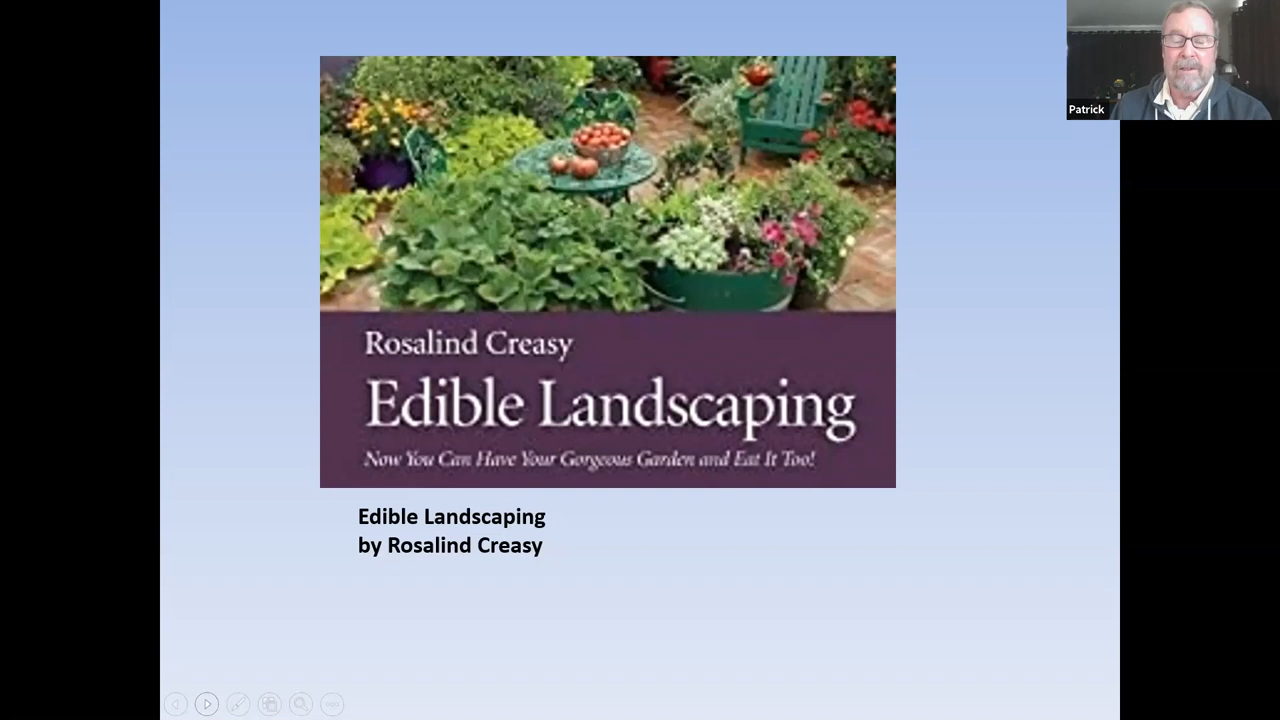 Patrick
Rosalind Creasy
Edible Landscaping
Now You Can Have Your Gorgeous Garden and Eat It Too!
Edible Landscaping
by Rosalind Creasy